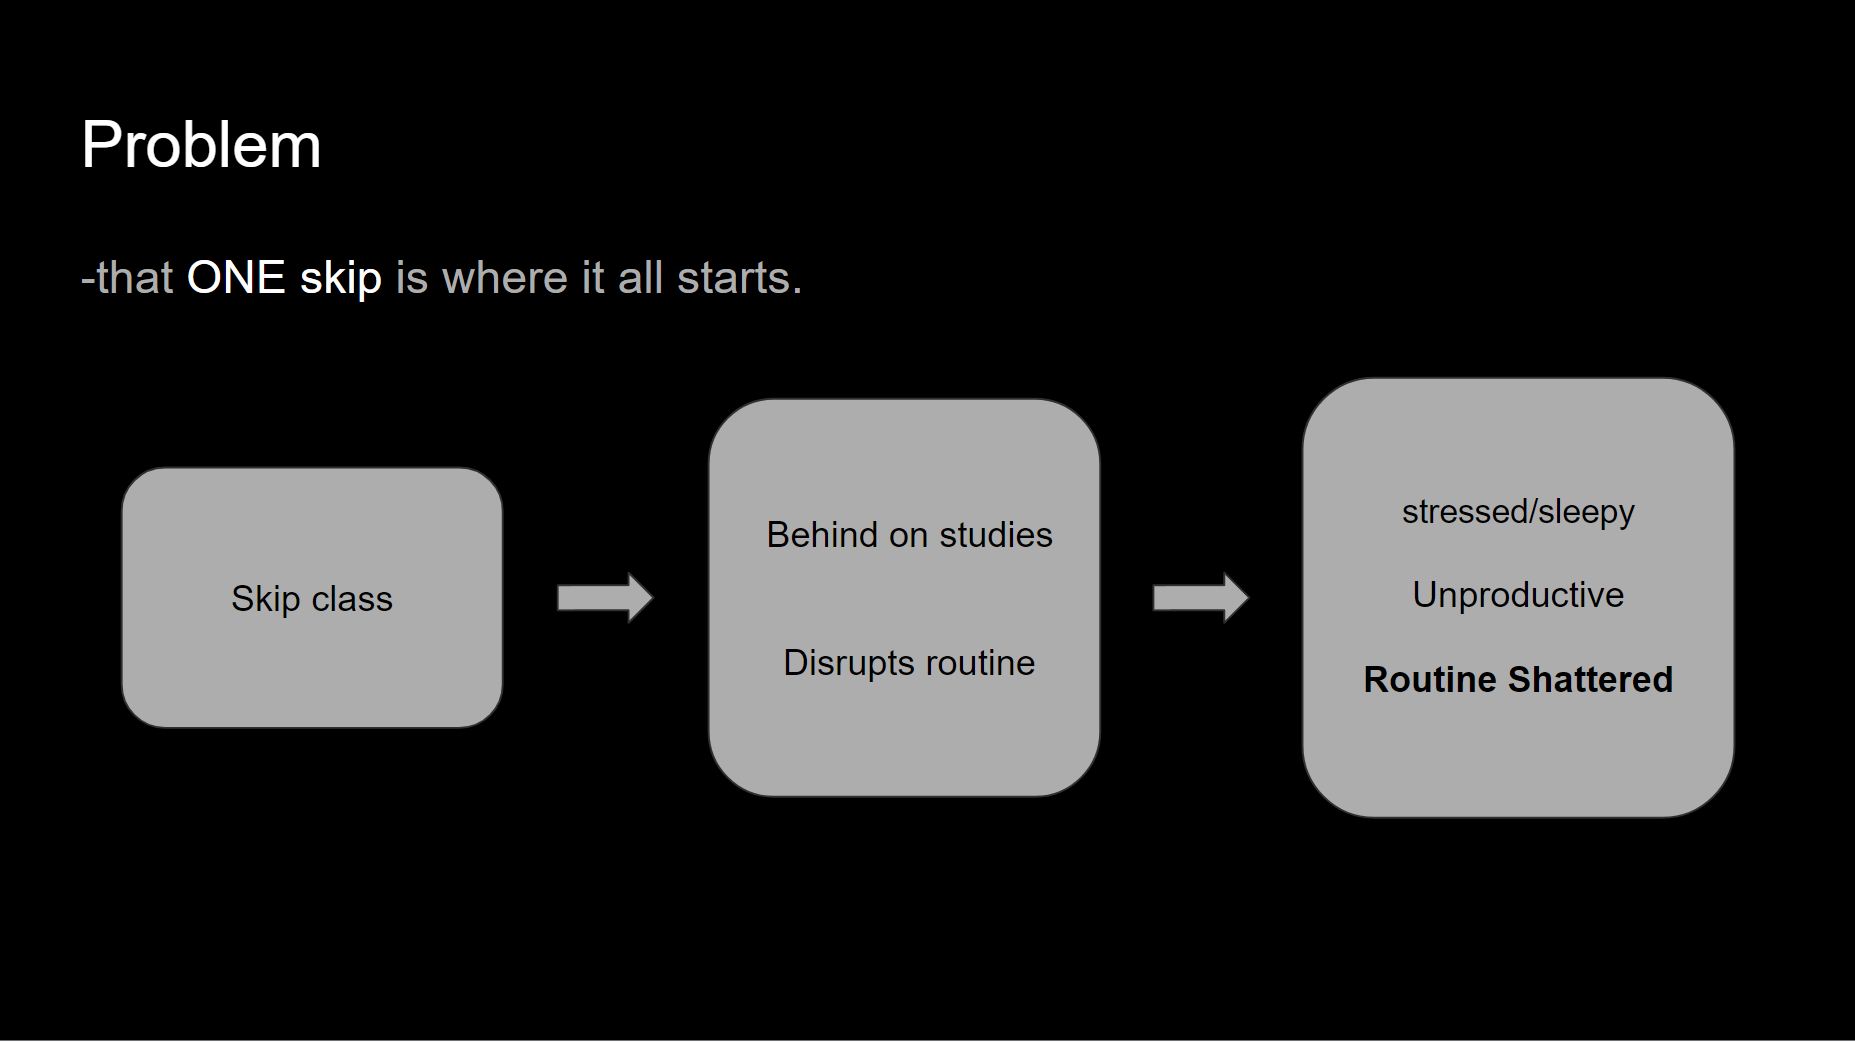 Problem
-that ONE skip is where it all starts.
Skip class
Behind on studies
Disrupts routine
stressed/sleepy
Unproductive
Routine Shattered